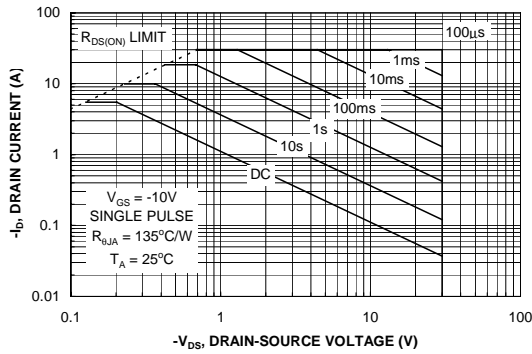 100
10
1
0.1
0.01
0.1
1
10
100
-I_D, DRAIN CURRENT (A)
-V_DS, DRAIN-SOURCE VOLTAGE (V)
R_DS(ON) LIMIT
100µs
1ms
10ms
100ms
1s
10s
DC
V_GS = -10V
SINGLE PULSE
R_θJA = 135°C/W
T_A = 25°C